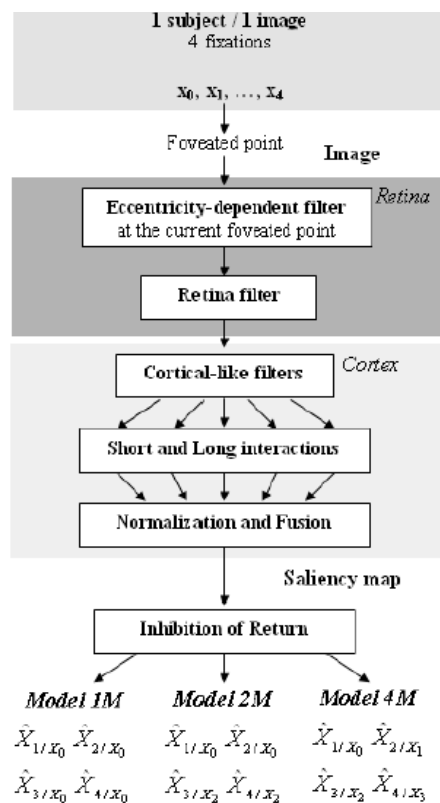 1 subject / 1 image
4 fixations
x₀, x₁, ..., x₄
Foveated point
Image
Retina
Eccentricity-dependent filter
at the current foveated point
Retina filter
Cortex
Cortical-like filters
Short and Long interactions
Normalization and Fusion
Saliency map
Inhibition of Return
Model 1M Model 2M Model 4M
X̂₁/ₓ₀ X̂₂/ₓ₀ X̂₁/ₓ₀ X̂₂/ₓ₀ X̂₁/ₓ₀ X̂₂/ₓ₁
X̂₃/ₓ₀ X̂₄/ₓ₀ X̂₃/ₓ₂ X̂₄/ₓ₂ X̂₃/ₓ₂ X̂₄/ₓ₃